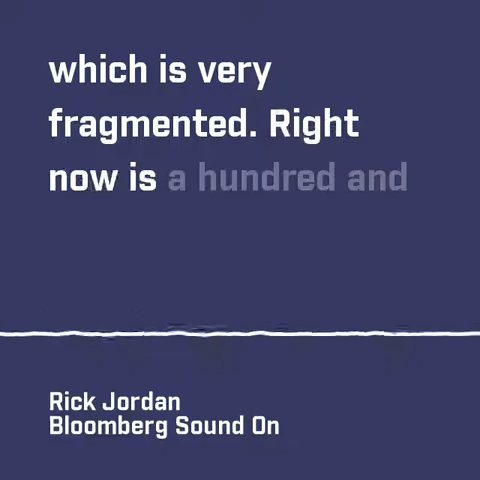 which is very
fragmented. Right
now is a hundred and
Rick Jordan
Bloomberg Sound On